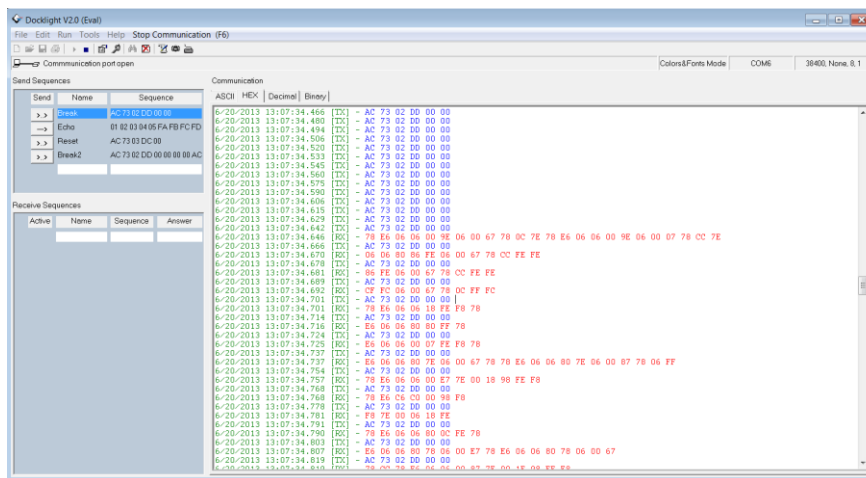 Docklight V2.0 (Eval)
File Edit Run Tools Help Stop Communication (F6)
Communication port open Colors&Fonts Mode COM6 38400, None, 8, 1
Send Sequences
Send Name Sequence
-> Break AC 73 02 DD 00 00
--> Echo 01 02 03 04 05 FA FB FC FD
-> Reset AC 73 03 DC 00
-> Break2 AC 73 02 DD 00 00 00 00 AC
Receive Sequences
Active Name Sequence Answer
Communication
ASCII HEX Decimal Binary
6/20/2013 13:07:34.466 [TX] - AC 73 02 DD 00 00
6/20/2013 13:07:34.480 [TX] - AC 73 02 DD 00 00
6/20/2013 13:07:34.494 [TX] - AC 73 02 DD 00 00
6/20/2013 13:07:34.506 [TX] - AC 73 02 DD 00 00
6/20/2013 13:07:34.520 [TX] - AC 73 02 DD 00 00
6/20/2013 13:07:34.533 [TX] - AC 73 02 DD 00 00
6/20/2013 13:07:34.545 [TX] - AC 73 02 DD 00 00
6/20/2013 13:07:34.560 [TX] - AC 73 02 DD 00 00
6/20/2013 13:07:34.575 [TX] - AC 73 02 DD 00 00
6/20/2013 13:07:34.590 [TX] - AC 73 02 DD 00 00
6/20/2013 13:07:34.606 [TX] - AC 73 02 DD 00 00
6/20/2013 13:07:34.615 [TX] - AC 73 02 DD 00 00
6/20/2013 13:07:34.629 [TX] - AC 73 02 DD 00 00
6/20/2013 13:07:34.642 [TX] - AC 73 02 DD 00 00
6/20/2013 13:07:34.646 [RX] - 78 E6 06 06 00 9E 06 00 67 78 0C 7E 78 E6 06 06 00 9E 06 00 07 78 CC 7E
6/20/2013 13:07:34.666 [TX] - AC 73 02 DD 00 00
6/20/2013 13:07:34.670 [RX] - 06 06 80 86 FE 06 00 67 78 CC FE FE
6/20/2013 13:07:34.678 [TX] - AC 73 02 DD 00 00
6/20/2013 13:07:34.681 [RX] - 86 FE 06 00 67 78 CC FE FE
6/20/2013 13:07:34.689 [TX] - AC 73 02 DD 00 00
6/20/2013 13:07:34.692 [RX] - CF FC 06 00 67 78 0C FF FC
6/20/2013 13:07:34.701 [TX] - AC 73 02 DD 00 00
6/20/2013 13:07:34.701 [RX] - 78 E6 06 06 18 FE F8 78
6/20/2013 13:07:34.714 [TX] - AC 73 02 DD 00 00
6/20/2013 13:07:34.716 [RX] - E6 06 06 80 80 FF 78
6/20/2013 13:07:34.724 [TX] - AC 73 02 DD 00 00
6/20/2013 13:07:34.725 [RX] - E6 06 06 00 07 FE F8 78
6/20/2013 13:07:34.737 [TX] - AC 73 02 DD 00 00
6/20/2013 13:07:34.737 [RX] - E6 06 06 80 7E 06 00 67 78 78 E6 06 06 80 7E 06 00 87 78 06 FF
6/20/2013 13:07:34.754 [TX] - AC 73 02 DD 00 00
6/20/2013 13:07:34.757 [RX] - 78 E6 06 06 00 E7 7E 00 18 98 FE F8
6/20/2013 13:07:34.768 [TX] - AC 73 02 DD 00 00
6/20/2013 13:07:34.768 [RX] - 78 E6 C6 C0 00 98 F8
6/20/2013 13:07:34.778 [TX] - AC 73 02 DD 00 00
6/20/2013 13:07:34.781 [RX] - F8 7E 00 06 18 FE
6/20/2013 13:07:34.791 [TX] - AC 73 02 DD 00 00
6/20/2013 13:07:34.790 [RX] - 78 E6 06 06 80 0C FE 78
6/20/2013 13:07:34.803 [TX] - AC 73 02 DD 00 00
6/20/2013 13:07:34.807 [RX] - E6 06 06 80 78 06 00 E7 78 E6 06 06 80 78 06 00 67
6/20/2013 13:07:34.819 [TX] - AC 73 02 DD 00 00